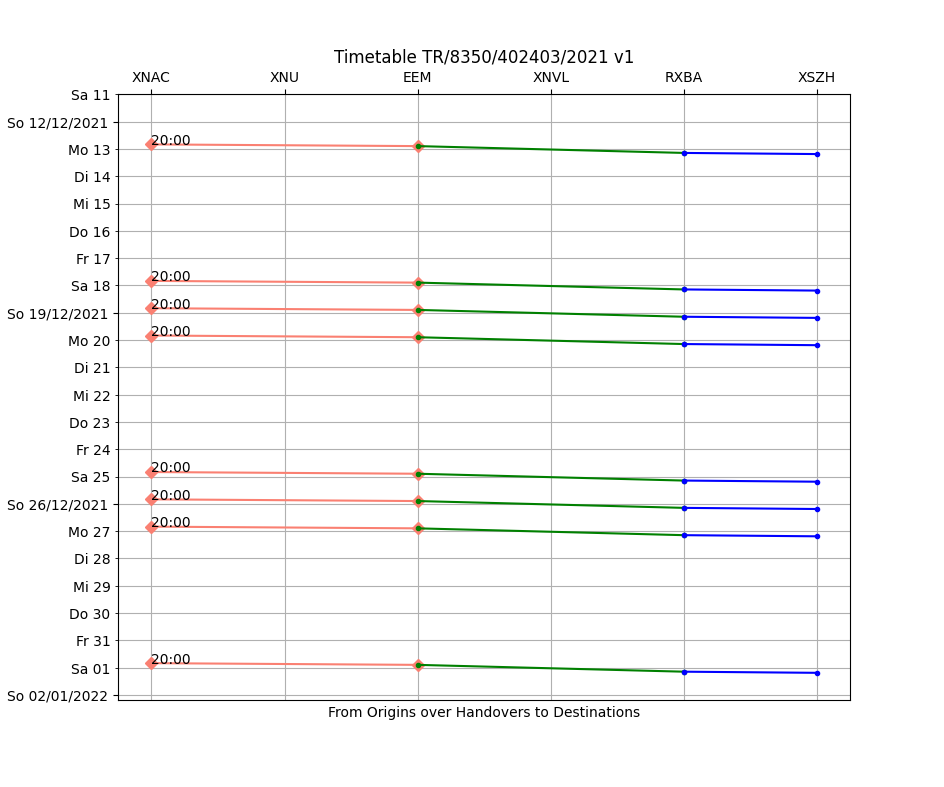 Timetable TR/8350/402403/2021 v1
XNAC XNU EEM XNVL RXBA XSZH
Sa 11
So 12/12/2021
20:00
Mo 13
Di 14
Mi 15
Do 16
Fr 17
20:00
Sa 18
20:00
So 19/12/2021
20:00
Mo 20
Di 21
Mi 22
Do 23
Fr 24
20:00
Sa 25
20:00
So 26/12/2021
20:00
Mo 27
Di 28
Mi 29
Do 30
Fr 31
20:00
Sa 01
So 02/01/2022
From Origins over Handovers to Destinations